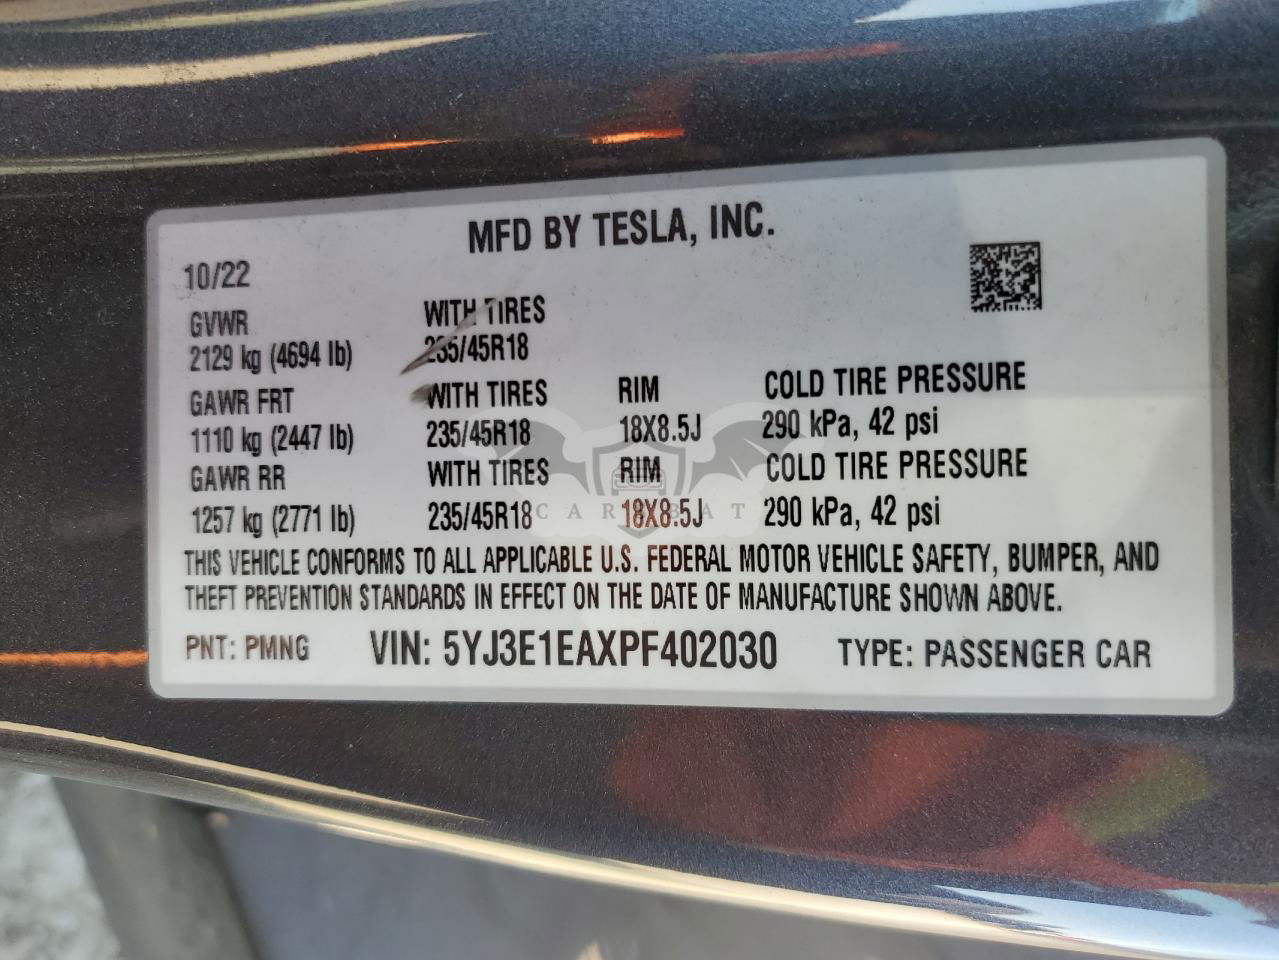 MFD BY TESLA, INC.
10/22
GVWR WITH TIRES
2129 kg (4694 lb) 235/45R18
GAWR FRT WITH TIRES RIM COLD TIRE PRESSURE
1110 kg (2447 lb) 235/45R18 18X8.5J 290 kPa, 42 psi
GAWR RR WITH TIRES RIM COLD TIRE PRESSURE
1257 kg (2771 lb) 235/45R18 18X8.5J 290 kPa, 42 psi
CARSBAT
THIS VEHICLE CONFORMS TO ALL APPLICABLE U.S. FEDERAL MOTOR VEHICLE SAFETY, BUMPER, AND
THEFT PREVENTION STANDARDS IN EFFECT ON THE DATE OF MANUFACTURE SHOWN ABOVE.
PNT: PMNG VIN: 5YJ3E1EAXPF402030 TYPE: PASSENGER CAR